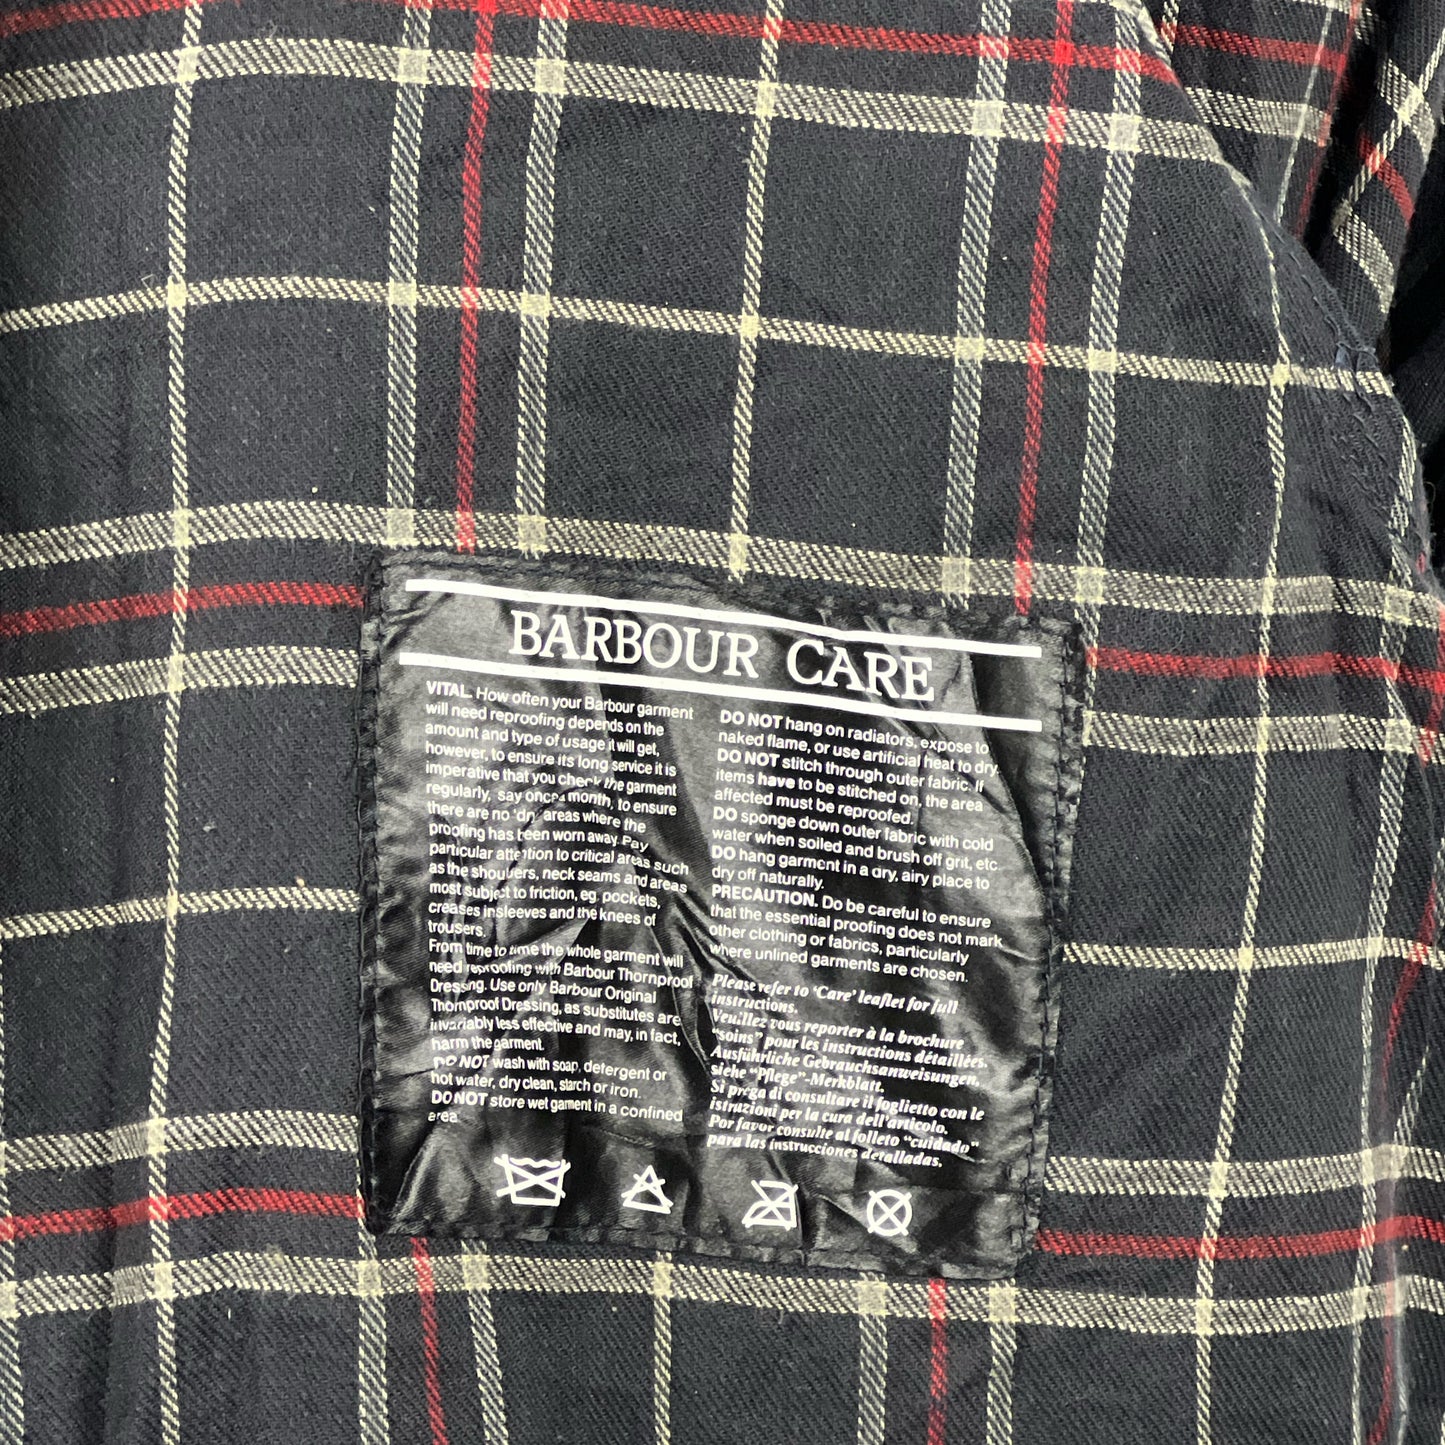 BARBOUR CARE
VITAL. How often your Barbour garment
will need reproofing depends on the
amount and type of usage it will get,
however, to ensure its long service it is
imperative that you check the garment
regularly, say once a month, to ensure
there are no 'dry' areas where the
proofing has been worn away. Pay
particular attention to critical areas such
as the shoulders, neck seams and areas
most subject to friction, eg. pockets,
creases in sleeves and the knees of
trousers.
From time to time the whole garment will
need reproofing with Barbour Thornproof
Dressing. Use only Barbour Original
Thornproof Dressing, as substitutes are
invariably less effective and may, in fact,
harm the garment.
DO NOT wash with soap, detergent or
hot water, dry clean, starch or iron.
DO NOT store wet garment in a confined
area.
DO NOT hang on radiators, expose to
naked flame, or use artificial heat to dry.
DO NOT stitch through outer fabric. If
items have to be stitched on, the area
affected must be reproofed.
DO sponge down outer fabric with cold
water when soiled and brush off grit, etc.
DO hang garment in a dry, airy place to
dry off naturally.
PRECAUTION. Do be careful to ensure
that the essential proofing does not mark
other clothing or fabrics, particularly
where unlined garments are chosen.
Please refer to 'Care' leaflet for full
instructions.
Veuillez vous reporter à la brochure
"soins" pour les instructions détaillées.
Ausführliche Gebrauchsanweisungen,
siehe "Pflege"-Merkblatt.
Si prega di consultare il foglietto con le
istruzioni per la cura dell'articolo.
Por favor consulte al folleto "cuidado"
para las instrucciones detalladas.